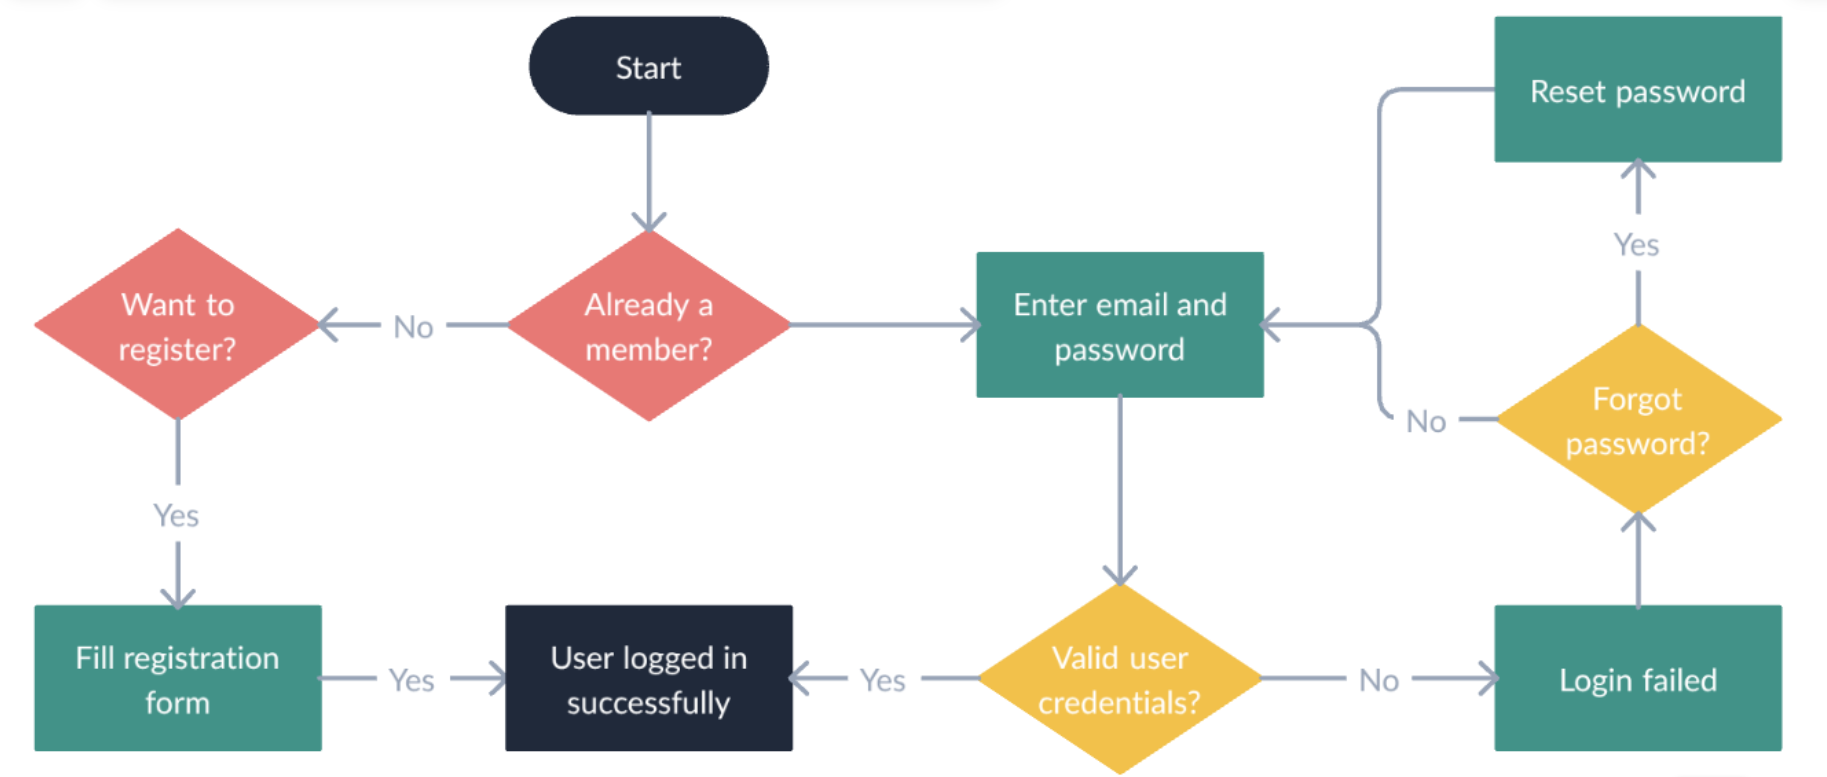 Start
Reset password
Yes
Want to
register?
No
Already a
member?
Enter email and
password
Forgot
password?
No
Yes
Fill registration
form
Yes
User logged in
successfully
Yes
Valid user
credentials?
No
Login failed